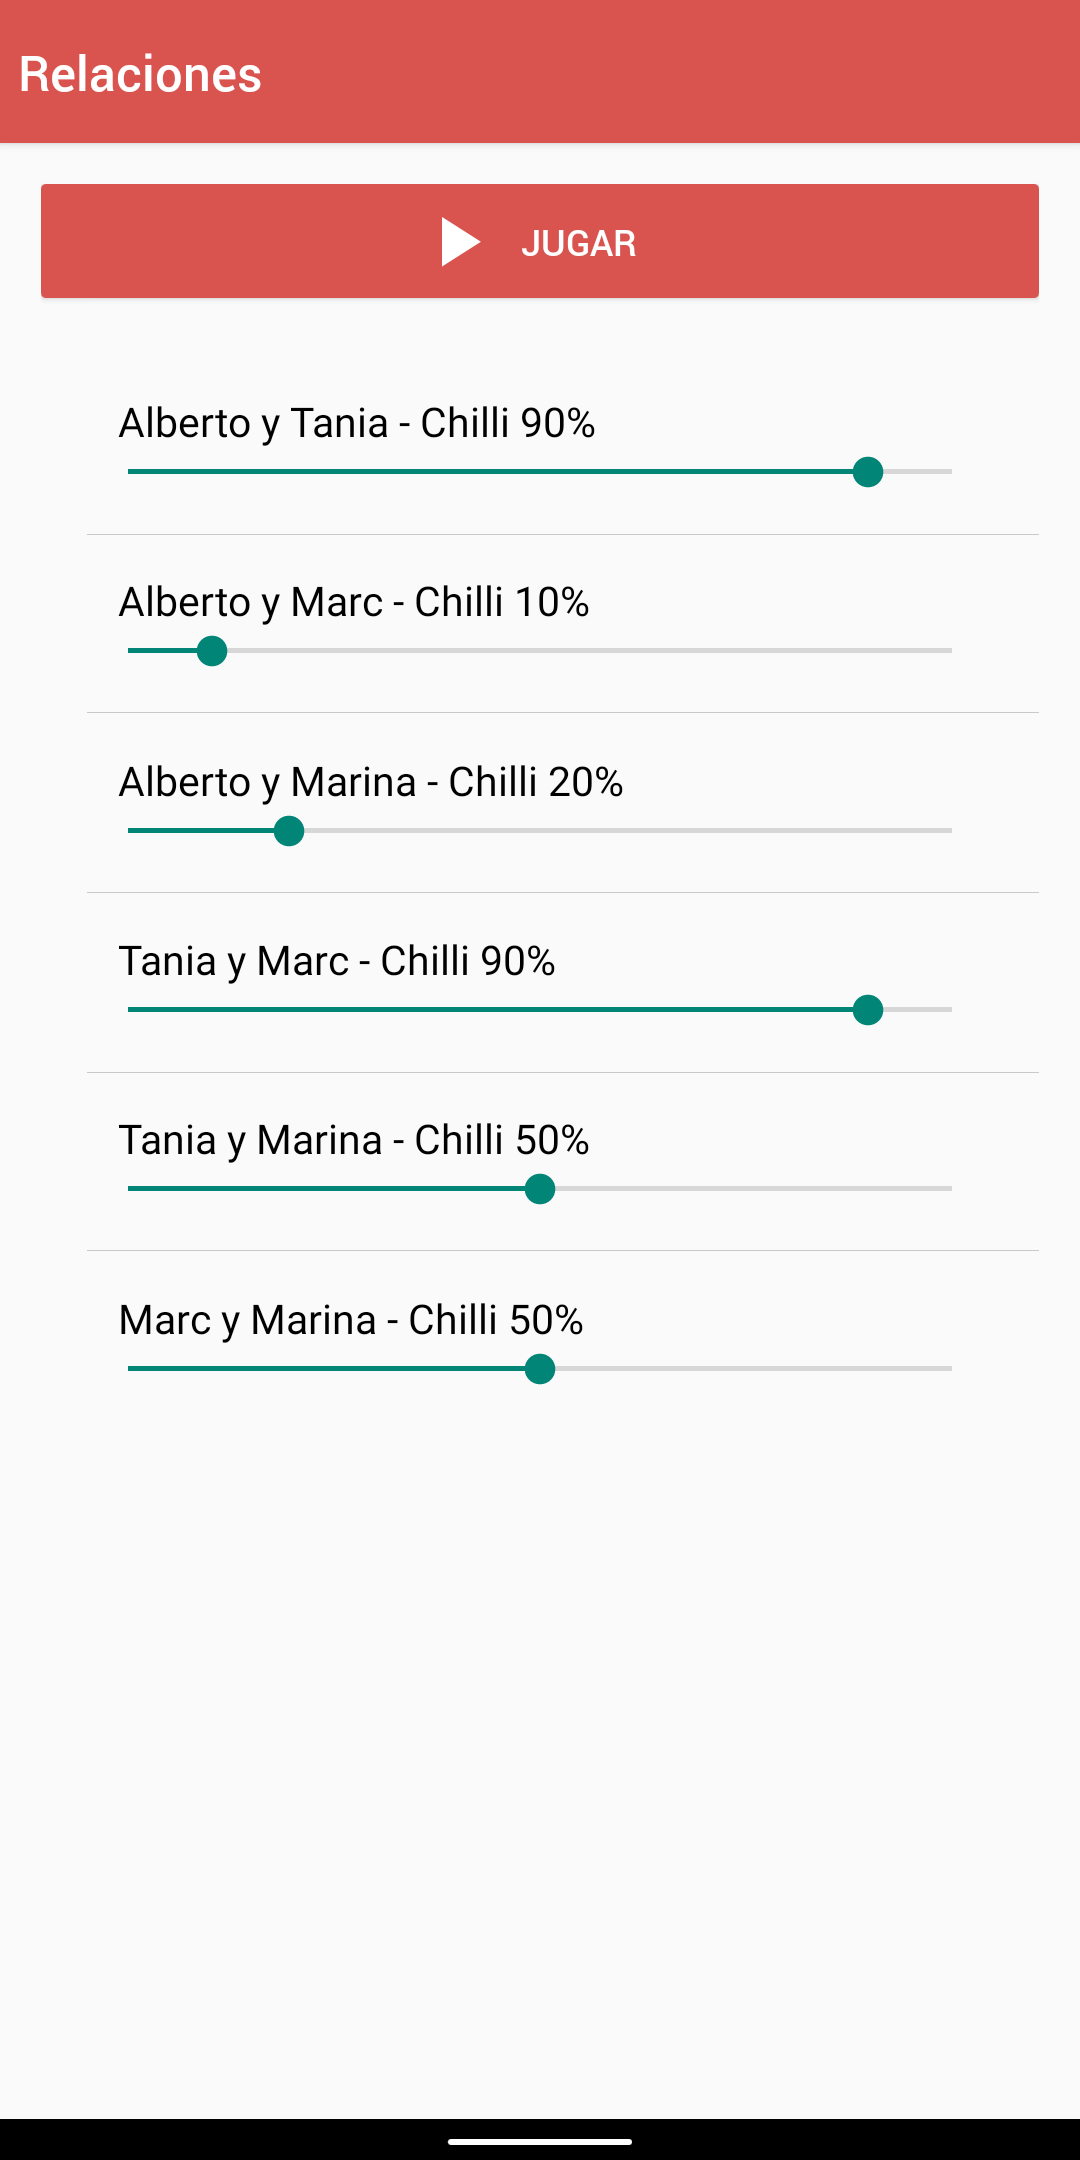 Relaciones
JUGAR
Alberto y Tania - Chilli 90%
Alberto y Marc - Chilli 10%
Alberto y Marina - Chilli 20%
Tania y Marc - Chilli 90%
Tania y Marina - Chilli 50%
Marc y Marina - Chilli 50%